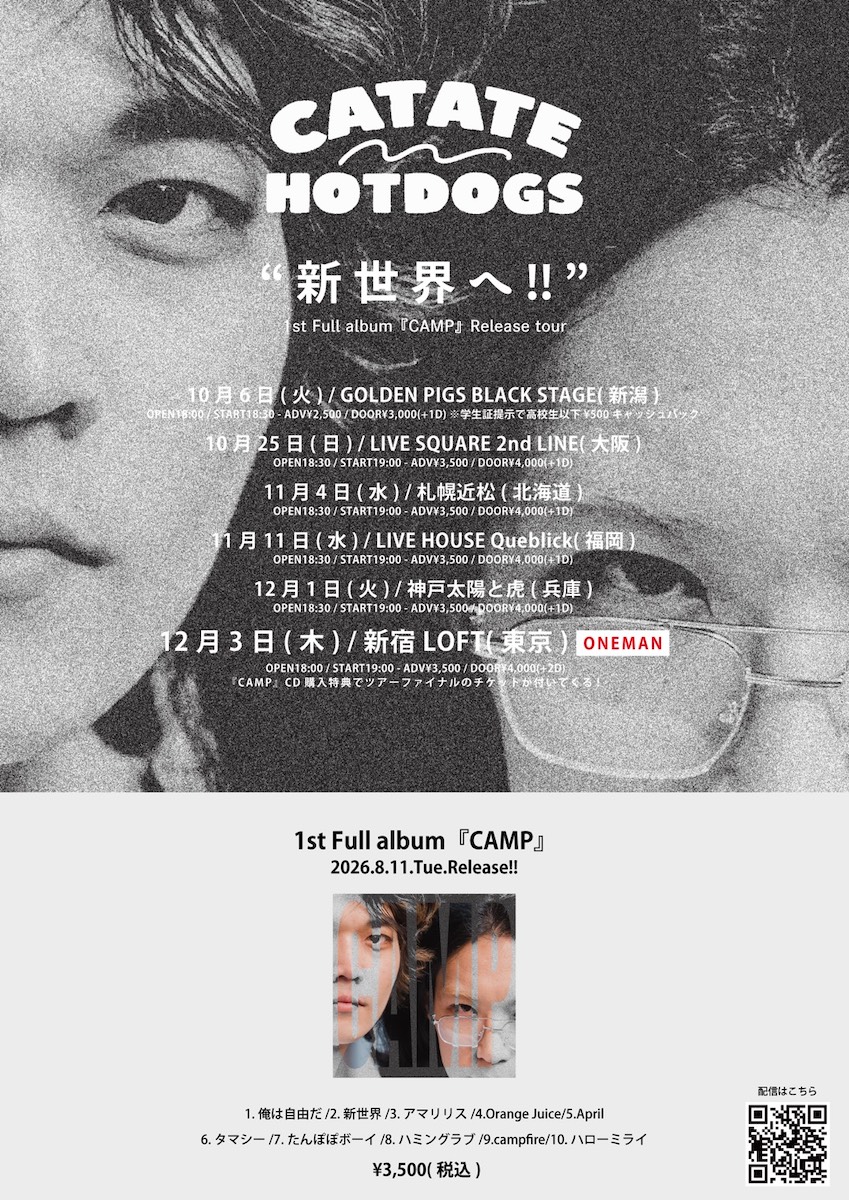 CATATE
HOTDOGS
“新世界へ!!”
1st Full album『CAMP』Release tour
10月6日(火)/GOLDEN PIGS BLACK STAGE(新潟)
OPEN18:00 / START18:30 - ADV¥2,500 / DOOR¥3,000(+1D) ※学生証提示で高校生以下¥500キャッシュバック
10月25日(日)/LIVE SQUARE 2nd LINE(大阪)
OPEN18:30 / START19:00 - ADV¥3,500 / DOOR¥4,000(+1D)
11月4日(水)/札幌近松(北海道)
OPEN18:30 / START19:00 - ADV¥3,500 / DOOR¥4,000(+1D)
11月11日(水)/LIVE HOUSE Queblick(福岡)
OPEN18:30 / START19:00 - ADV¥3,500 / DOOR¥4,000(+1D)
12月1日(火)/神戸太陽と虎(兵庫)
OPEN18:30 / START19:00 - ADV¥3,500 / DOOR¥4,000(+1D)
12月3日(木)/新宿LOFT(東京) ONEMAN
OPEN18:00 / START19:00 - ADV¥3,500 / DOOR¥4,000(+2D)
『CAMP』CD購入特典でツアーファイナルのチケットが付いてくる！
1st Full album『CAMP』
2026.8.11.Tue.Release!!
CAMP
1. 俺は自由だ/2. 新世界/3. アマリリス/4.Orange Juice/5.April
6. タマシー/7. たんぽぽボーイ/8. ハミングラブ/9.campfire/10. ハローミライ
¥3,500(税込)
配信はこちら